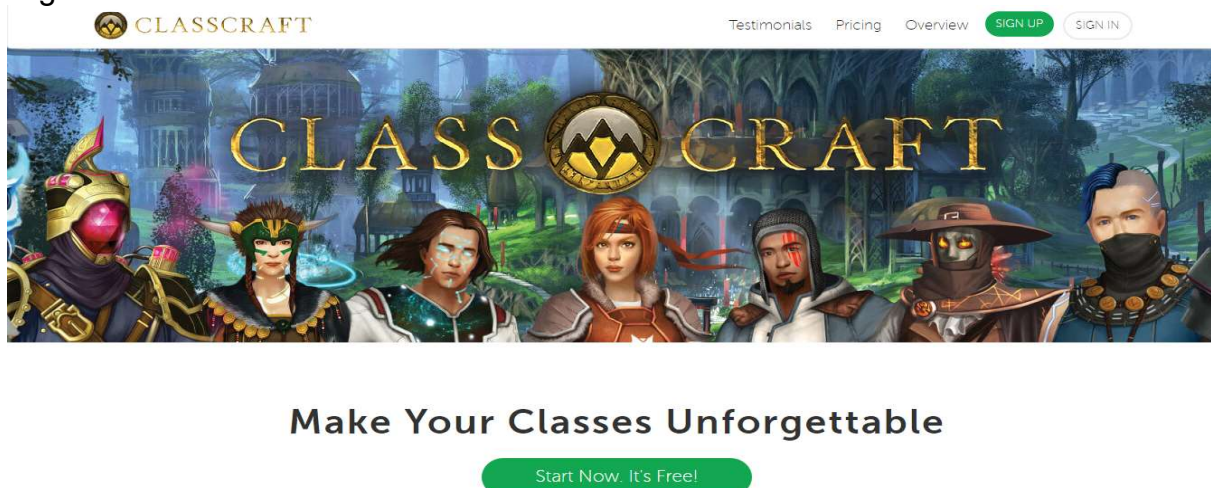 CLASSCRAFT
Testimonials Pricing Overview SIGN UP SIGN IN
CLASS CRAFT
Make Your Classes Unforgettable
Start Now. It's Free!